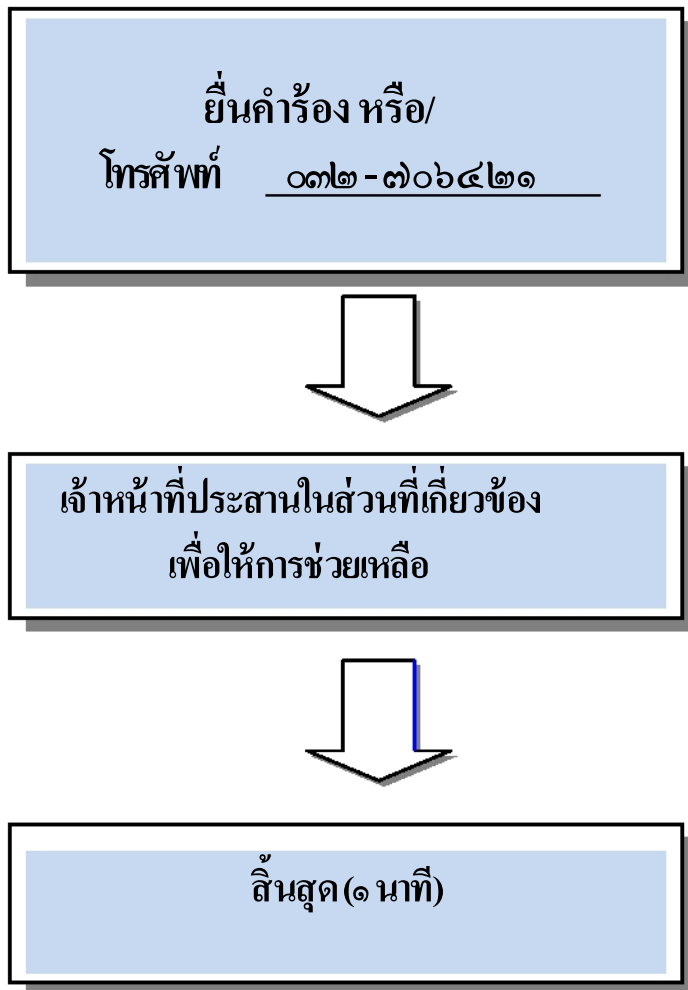 ยื่นคำร้อง หรือ/
โทรศัพท์ ๐๓๒-๗๐๖๔๒๑
เจ้าหน้าที่ประสานในส่วนที่เกี่ยวข้อง
เพื่อให้การช่วยเหลือ
สิ้นสุด (๑ นาที)